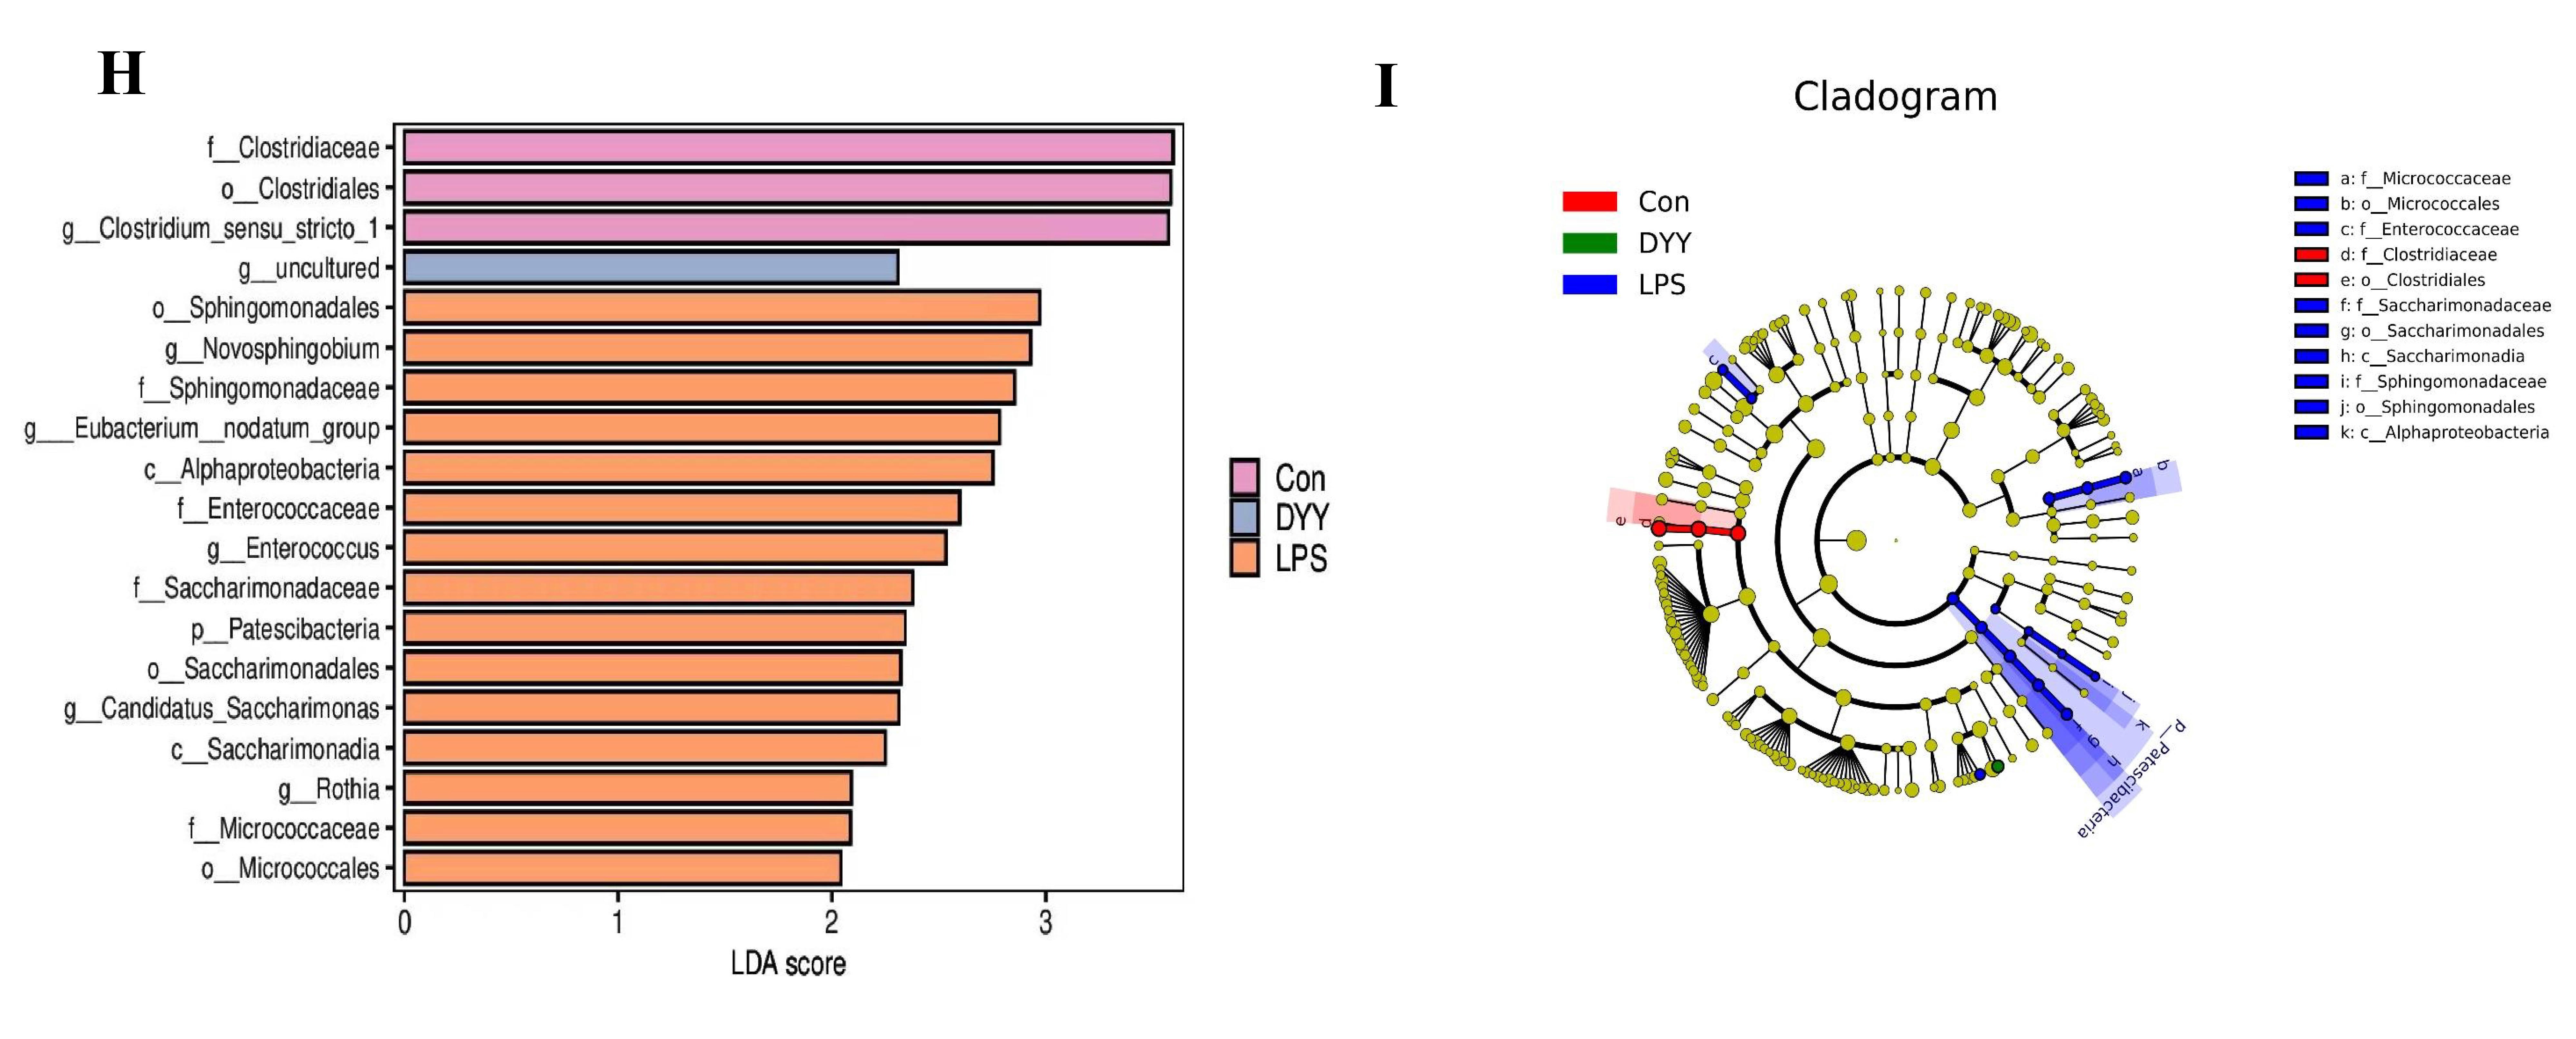 H
f__Clostridiaceae
o__Clostridiales
g__Clostridium_sensu_stricto_1
g__uncultured
o__Sphingomonadales
g__Novosphingobium
f__Sphingomonadaceae
g___Eubacterium__nodatum_group
c__Alphaproteobacteria
f__Enterococcaceae
g__Enterococcus
f__Saccharimonadaceae
p__Patescibacteria
o__Saccharimonadales
g__Candidatus_Saccharimonas
c__Saccharimonadia
g__Rothia
f__Micrococcaceae
o__Micrococcales
0 1 2 3
LDA score
Con
DYY
LPS
I
Cladogram
Con
DYY
LPS
a: f__Micrococcaceae
b: o__Micrococcales
c: f__Enterococcaceae
d: f__Clostridiaceae
e: o__Clostridiales
f: f__Saccharimonadaceae
g: o__Saccharimonadales
h: c__Saccharimonadia
i: f__Sphingomonadaceae
j: o__Sphingomonadales
k: c__Alphaproteobacteria
c
a
b
e
d
k
g
h
p__Patescibacteria